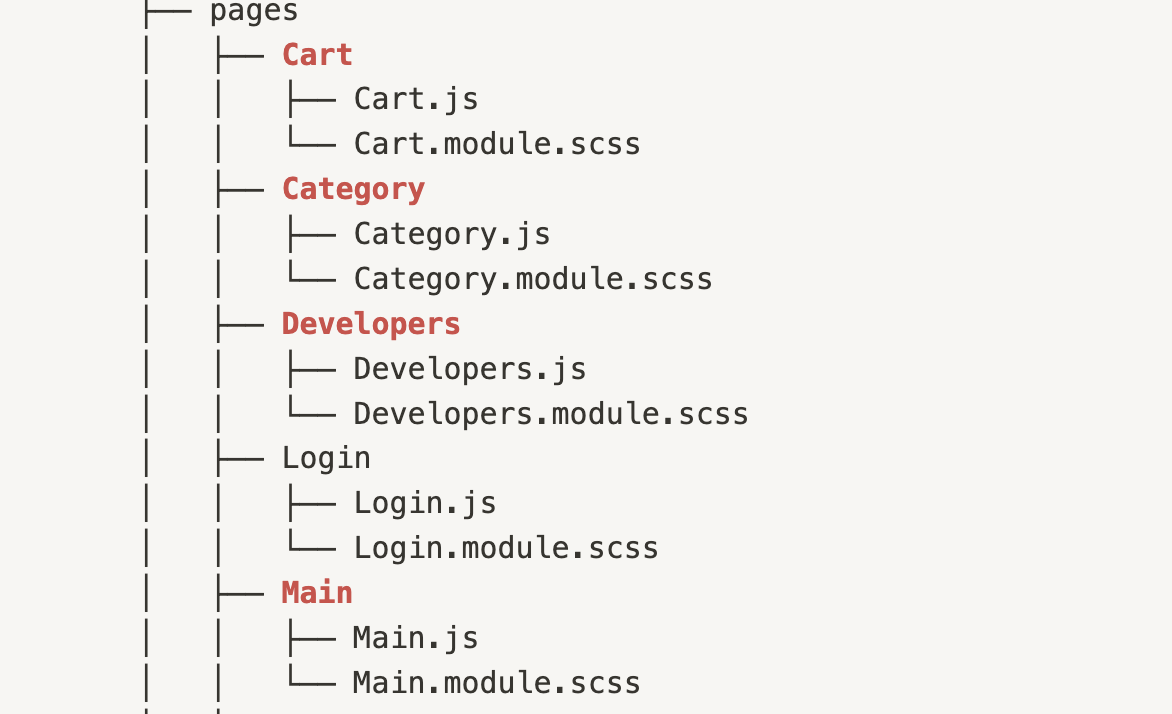 ├── pages
│   ├── Cart
│   │   ├── Cart.js
│   │   └── Cart.module.scss
│   ├── Category
│   │   ├── Category.js
│   │   └── Category.module.scss
│   ├── Developers
│   │   ├── Developers.js
│   │   └── Developers.module.scss
│   ├── Login
│   │   ├── Login.js
│   │   └── Login.module.scss
│   ├── Main
│   │   ├── Main.js
│   │   └── Main.module.scss